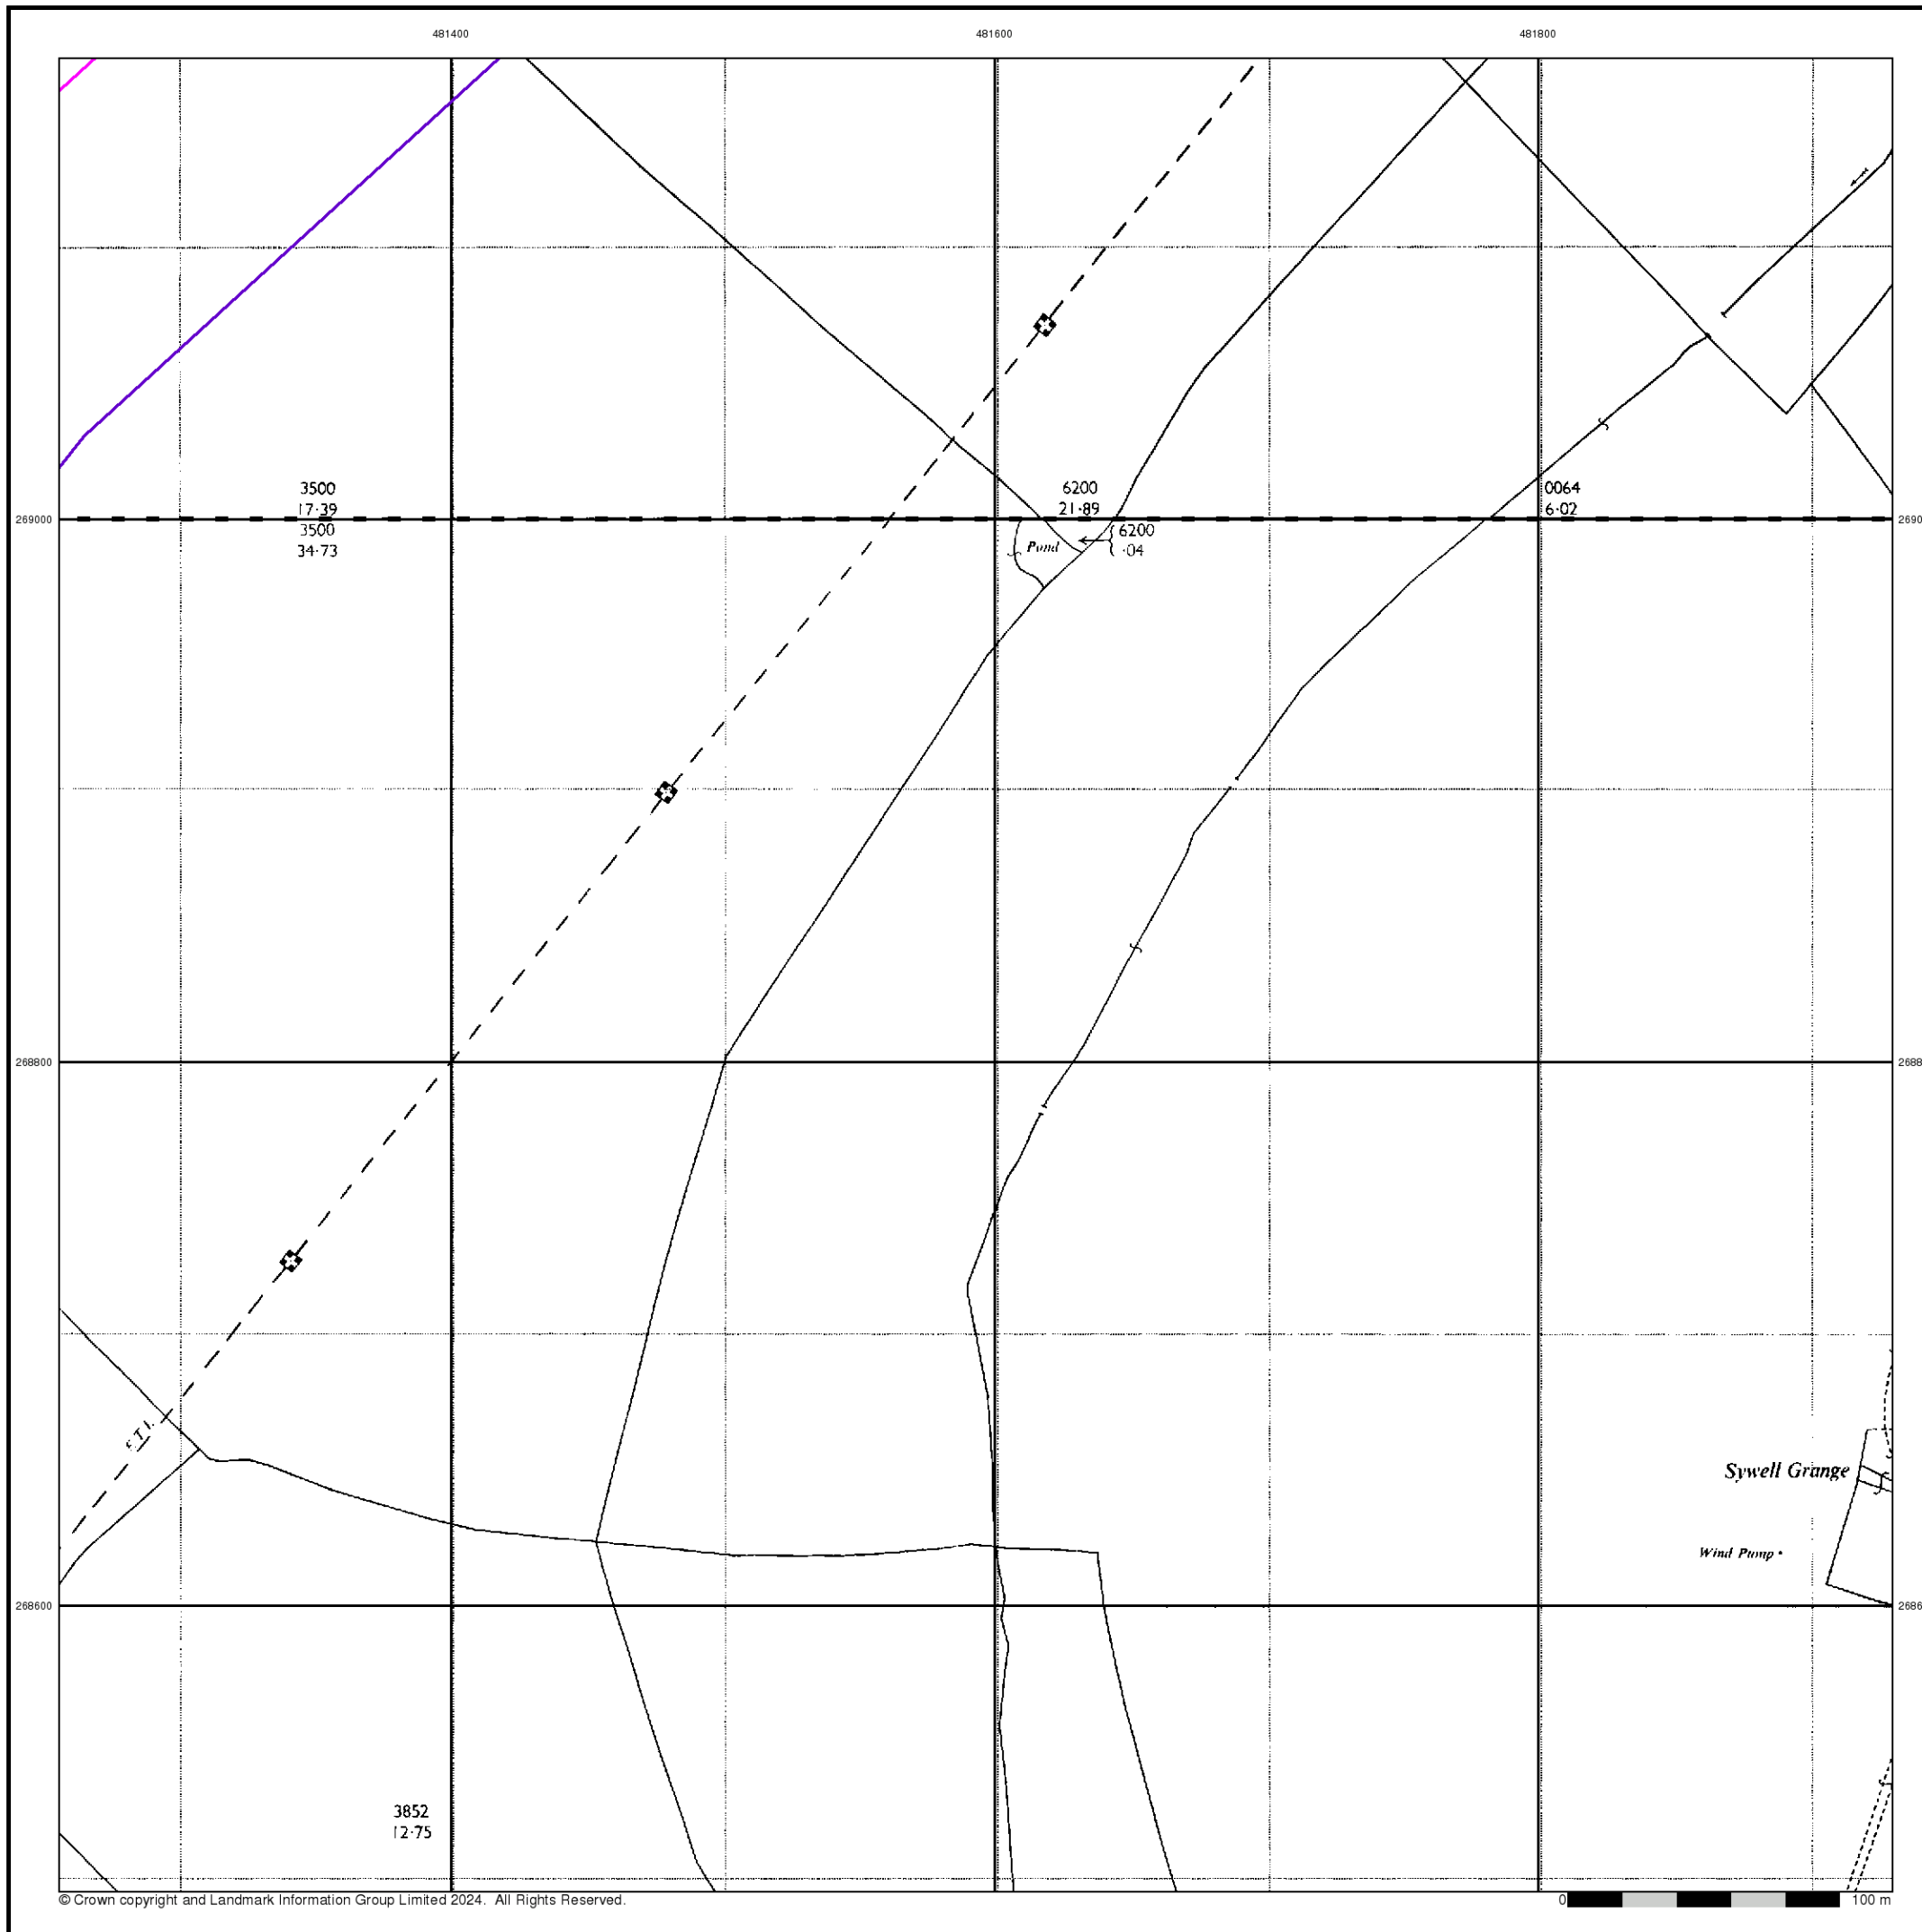 481400 481600 481800
3500
17·39
6200
21·89
0064
6·02
269000
3500
34·73
Pond
6200
·04
268800
Sywell Grange
Wind Pump
268600
3852
12·75
© Crown copyright and Landmark Information Group Limited 2024. All Rights Reserved.
0 100 m